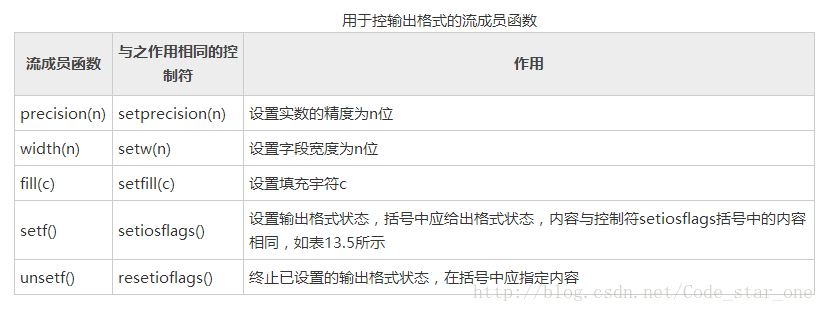 用于控输出格式的流成员函数
流成员函数 与之作用相同的控制符 作用
precision(n) setprecision(n) 设置实数的精度为n位
width(n) setw(n) 设置字段宽度为n位
fill(c) setfill(c) 设置填充字符c
setf() setiosflags() 设置输出格式状态，括号中应给出格式状态，内容与控制符setiosflags括号中的内容
相同，如表13.5所示
unsetf() resetioflags() 终止已设置的输出格式状态，在括号中应指定内容
http://blog.csdn.net/Code_star_one